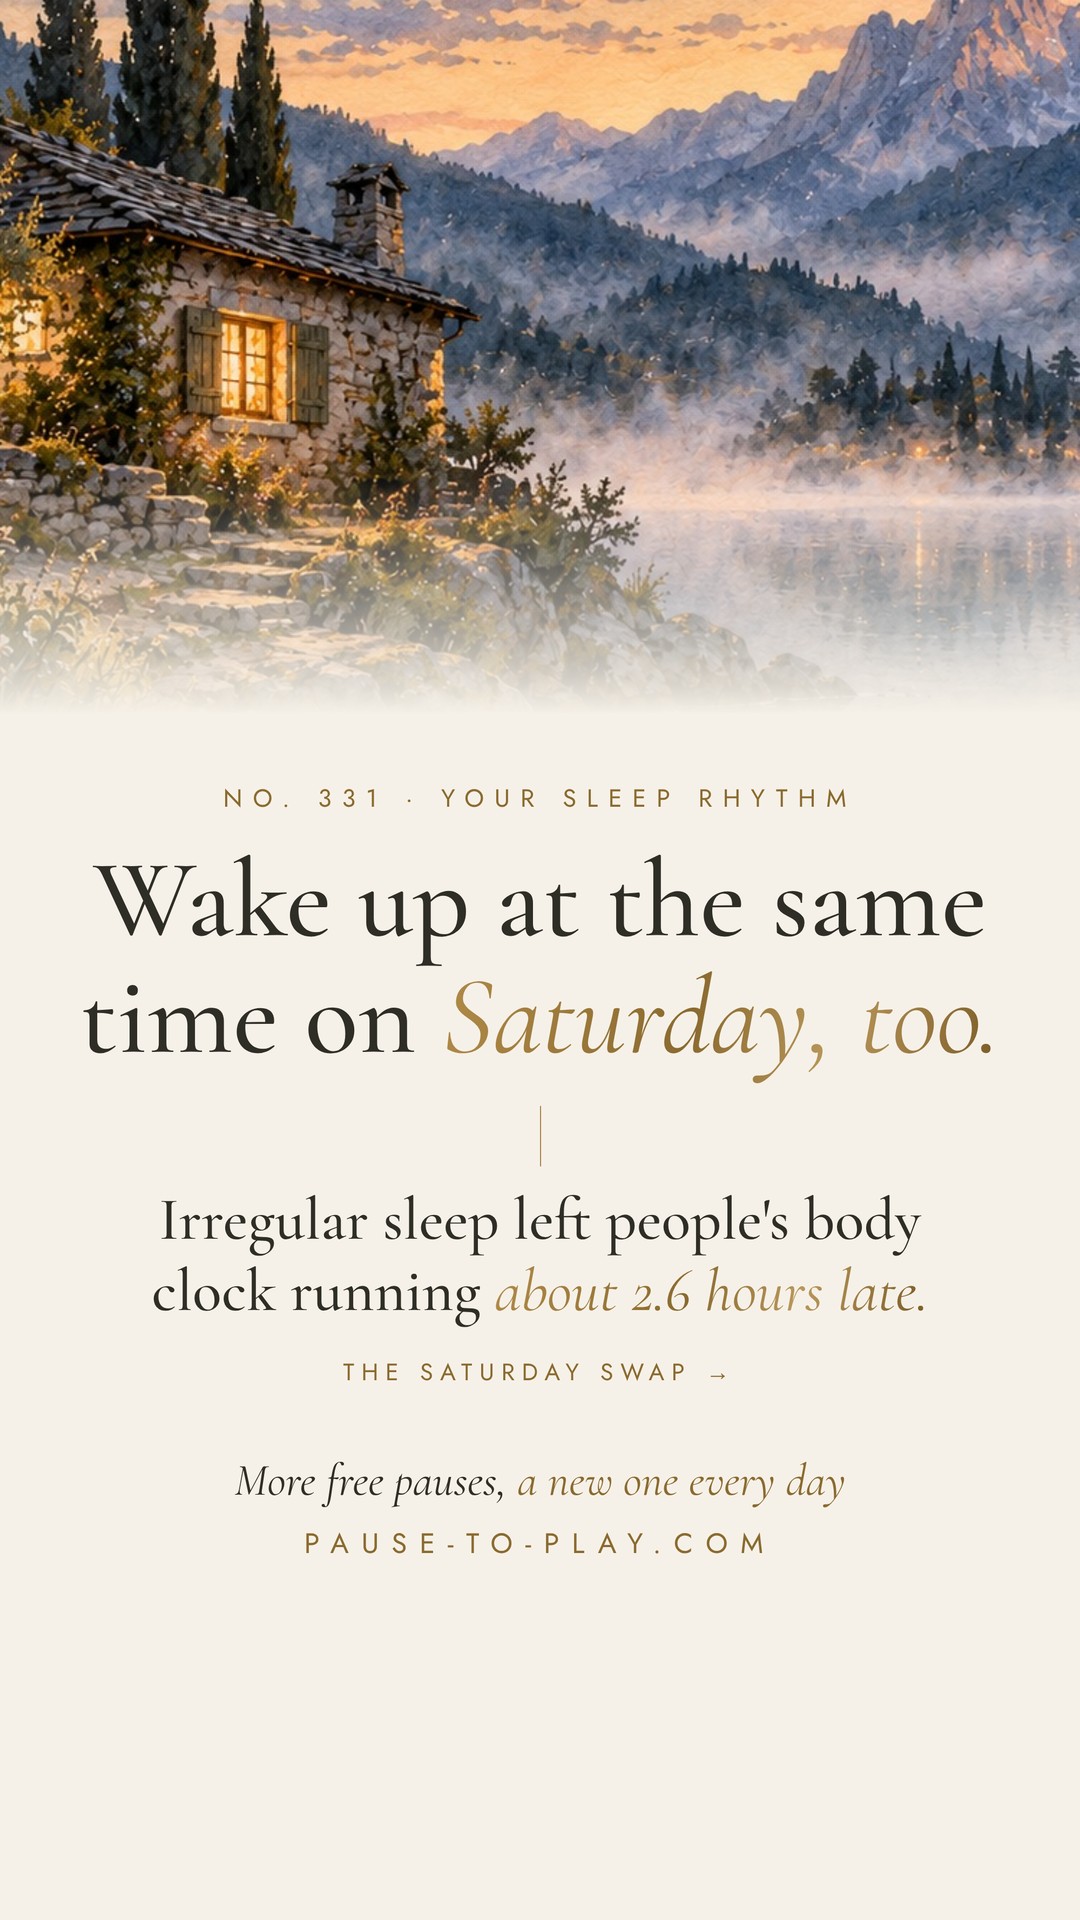 NO. 331 · YOUR SLEEP RHYTHM
Wake up at the same
time on Saturday, too.
Irregular sleep left people's body
clock running about 2.6 hours late.
THE SATURDAY SWAP →
More free pauses, a new one every day
PAUSE-TO-PLAY.COM